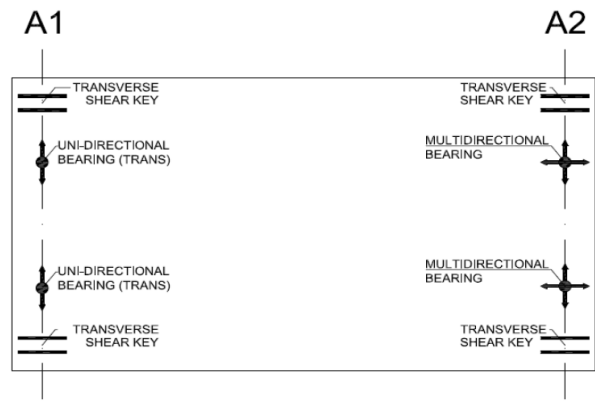 A1
A2
TRANSVERSE
SHEAR KEY
TRANSVERSE
SHEAR KEY
UNI-DIRECTIONAL
BEARING (TRANS)
MULTIDIRECTIONAL
BEARING
UNI-DIRECTIONAL
BEARING (TRANS)
MULTIDIRECTIONAL
BEARING
TRANSVERSE
SHEAR KEY
TRANSVERSE
SHEAR KEY